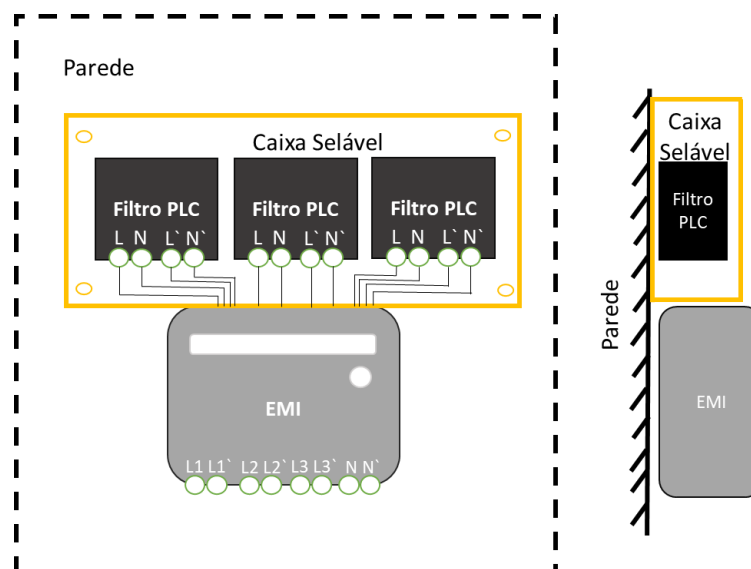 Parede
Caixa Selável
Filtro PLC
L N L` N`
Filtro PLC
L N L` N`
Filtro PLC
L N L` N`
EMI
L1 L1` L2 L2` L3 L3` N N`
Caixa
Selável
Filtro
PLC
Parede
EMI